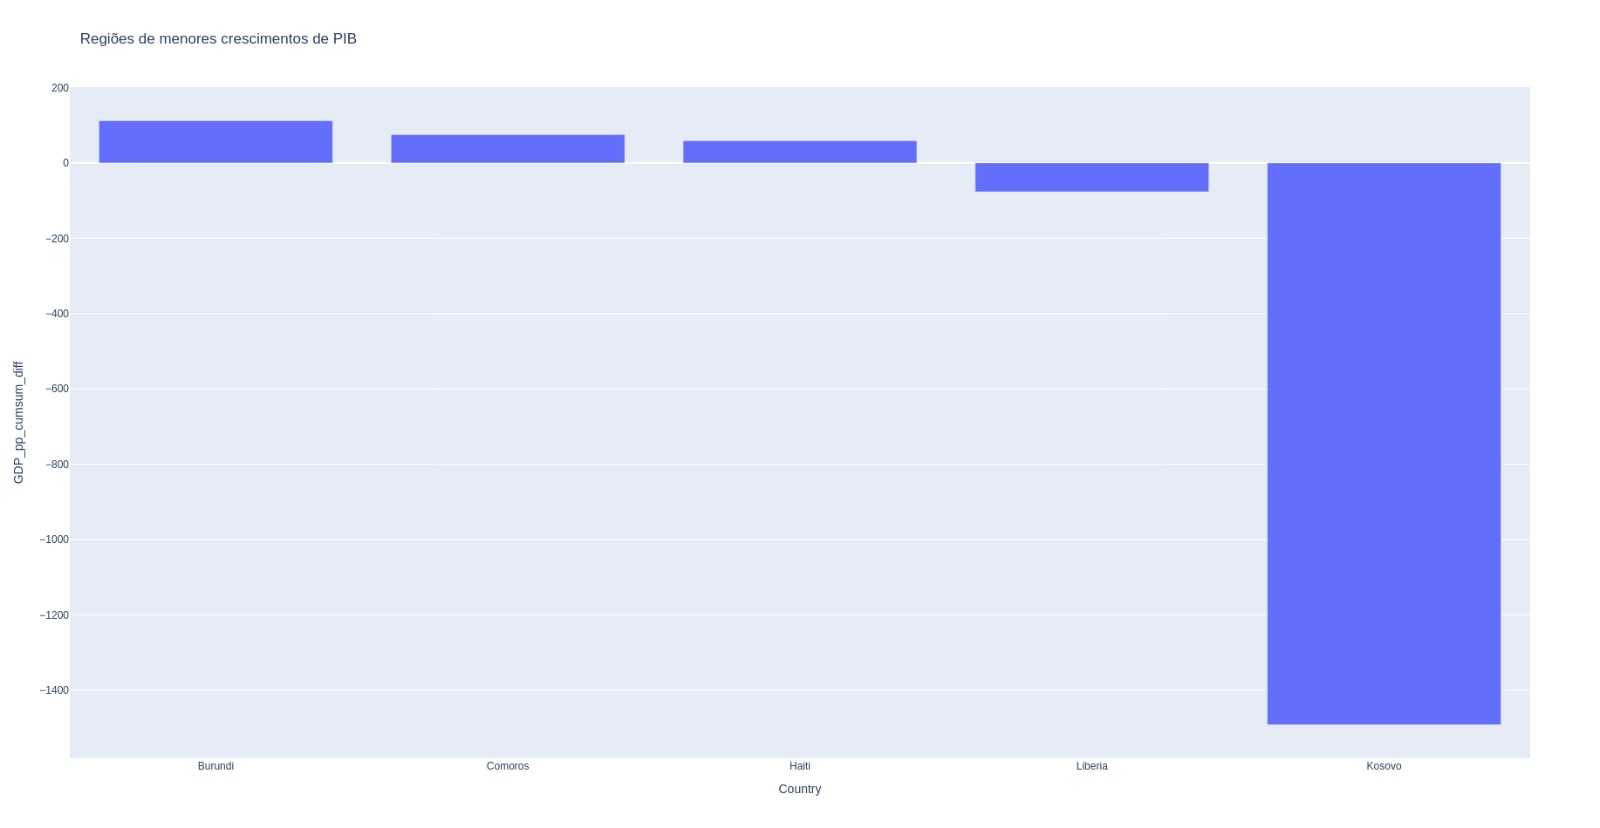 Regiões de menores crescimentos de PIB
200
0
−200
−400
−600
−800
−1000
−1200
−1400
GDP_pp_cumsum_diff
Burundi
Comoros
Haiti
Liberia
Kosovo
Country